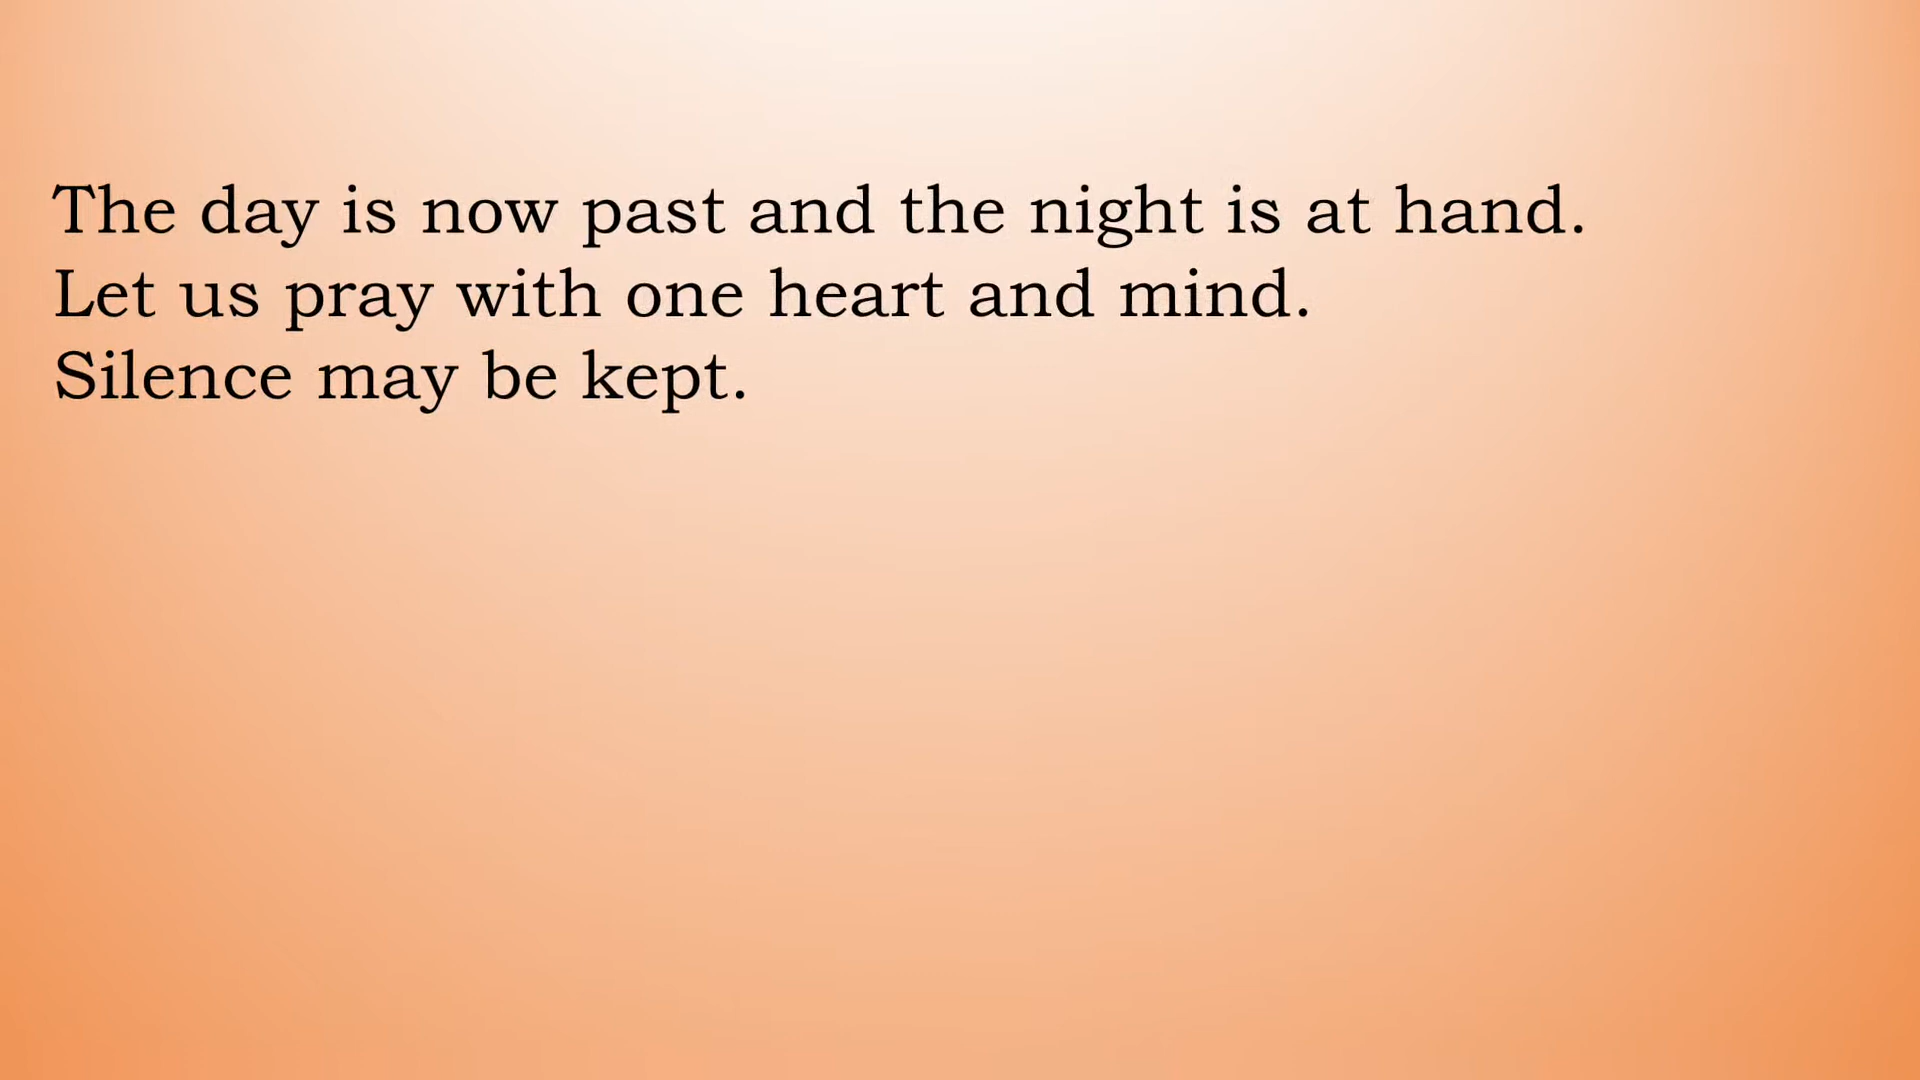 The day is now past and the night is at hand.
Let us pray with one heart and mind.
Silence may be kept.